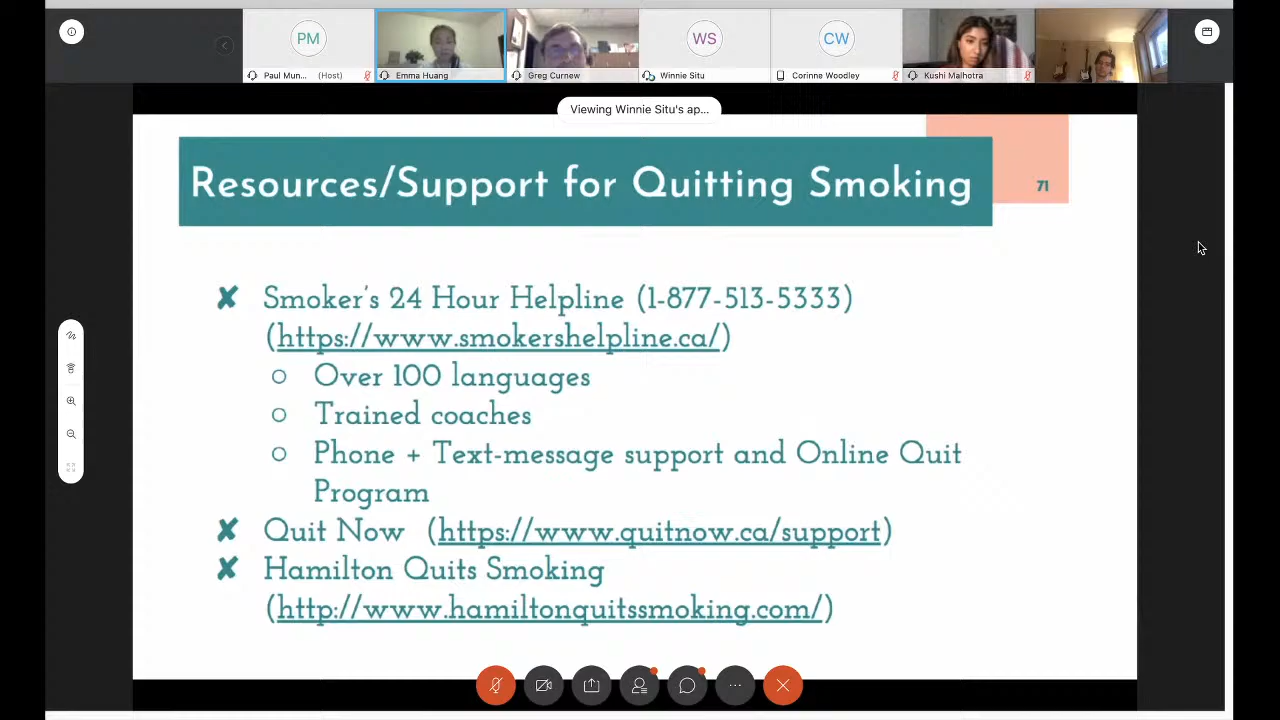 PM
WS
CW
Paul Mun... (Host)
Emma Huang
Greg Curnew
Winnie Situ
Corinne Woodley
Kushi Malhotra
Viewing Winnie Situ's ap...
Resources/Support for Quitting Smoking
71
✘ Smoker's 24 Hour Helpline (1-877-513-5333)
(https://www.smokershelpline.ca/)
○ Over 100 languages
○ Trained coaches
○ Phone + Text-message support and Online Quit
Program
✘ Quit Now (https://www.quitnow.ca/support)
✘ Hamilton Quits Smoking
(http://www.hamiltonquitssmoking.com/)